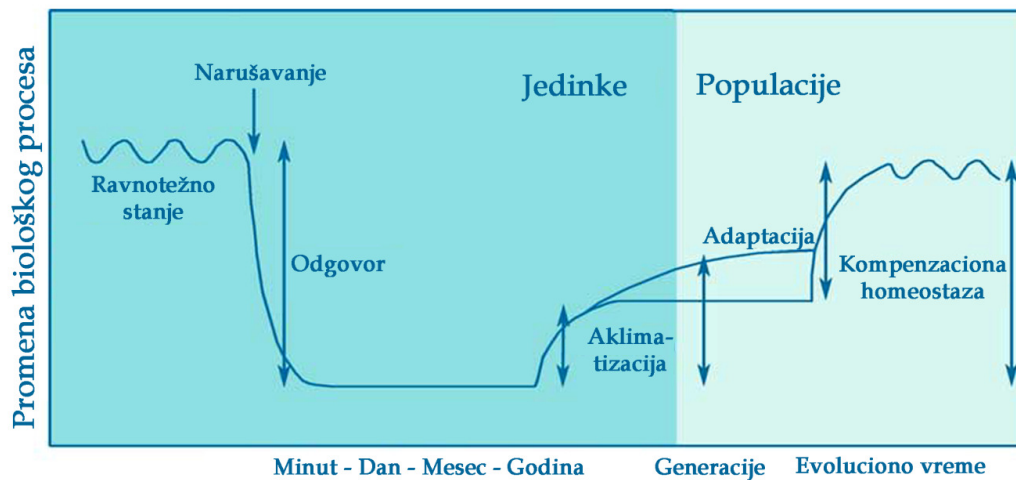 Promena biološkog procesa
Narušavanje
Jedinke
Populacije
Ravnotežno
stanje
Odgovor
Adaptacija
Kompenzaciona
homeostaza
Aklima-
tizacija
Minut - Dan - Mesec - Godina
Generacije
Evoluciono vreme